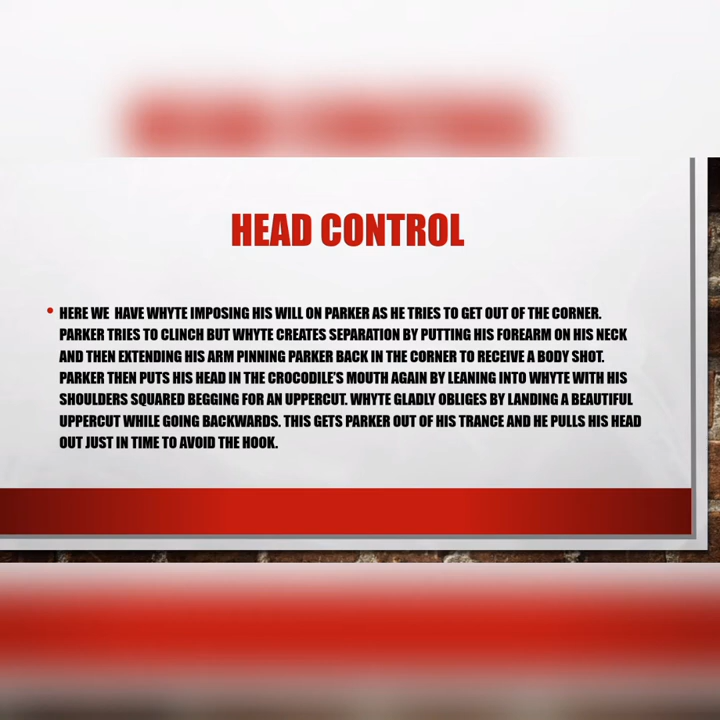 HEAD CONTROL
• HERE WE HAVE WHYTE IMPOSING HIS WILL ON PARKER AS HE TRIES TO GET OUT OF THE CORNER.
PARKER TRIES TO CLINCH BUT WHYTE CREATES SEPARATION BY PUTTING HIS FOREARM ON HIS NECK
AND THEN EXTENDING HIS ARM PINNING PARKER BACK IN THE CORNER TO RECEIVE A BODY SHOT.
PARKER THEN PUTS HIS HEAD IN THE CROCODILE'S MOUTH AGAIN BY LEANING INTO WHYTE WITH HIS
SHOULDERS SQUARED BEGGING FOR AN UPPERCUT. WHYTE GLADLY OBLIGES BY LANDING A BEAUTIFUL
UPPERCUT WHILE GOING BACKWARDS. THIS GETS PARKER OUT OF HIS TRANCE AND HE PULLS HIS HEAD
OUT JUST IN TIME TO AVOID THE HOOK.